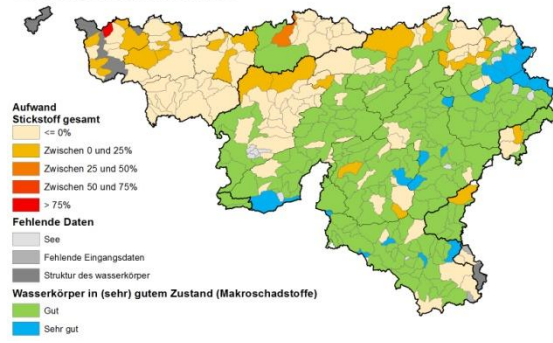 Aufwand
Stickstoff gesamt
<= 0%
Zwischen 0 und 25%
Zwischen 25 und 50%
Zwischen 50 und 75%
> 75%
Fehlende Daten
See
Fehlende Eingangsdaten
Struktur des wasserkörper
Wasserkörper in (sehr) gutem Zustand (Makroschadstoffe)
Gut
Sehr gut